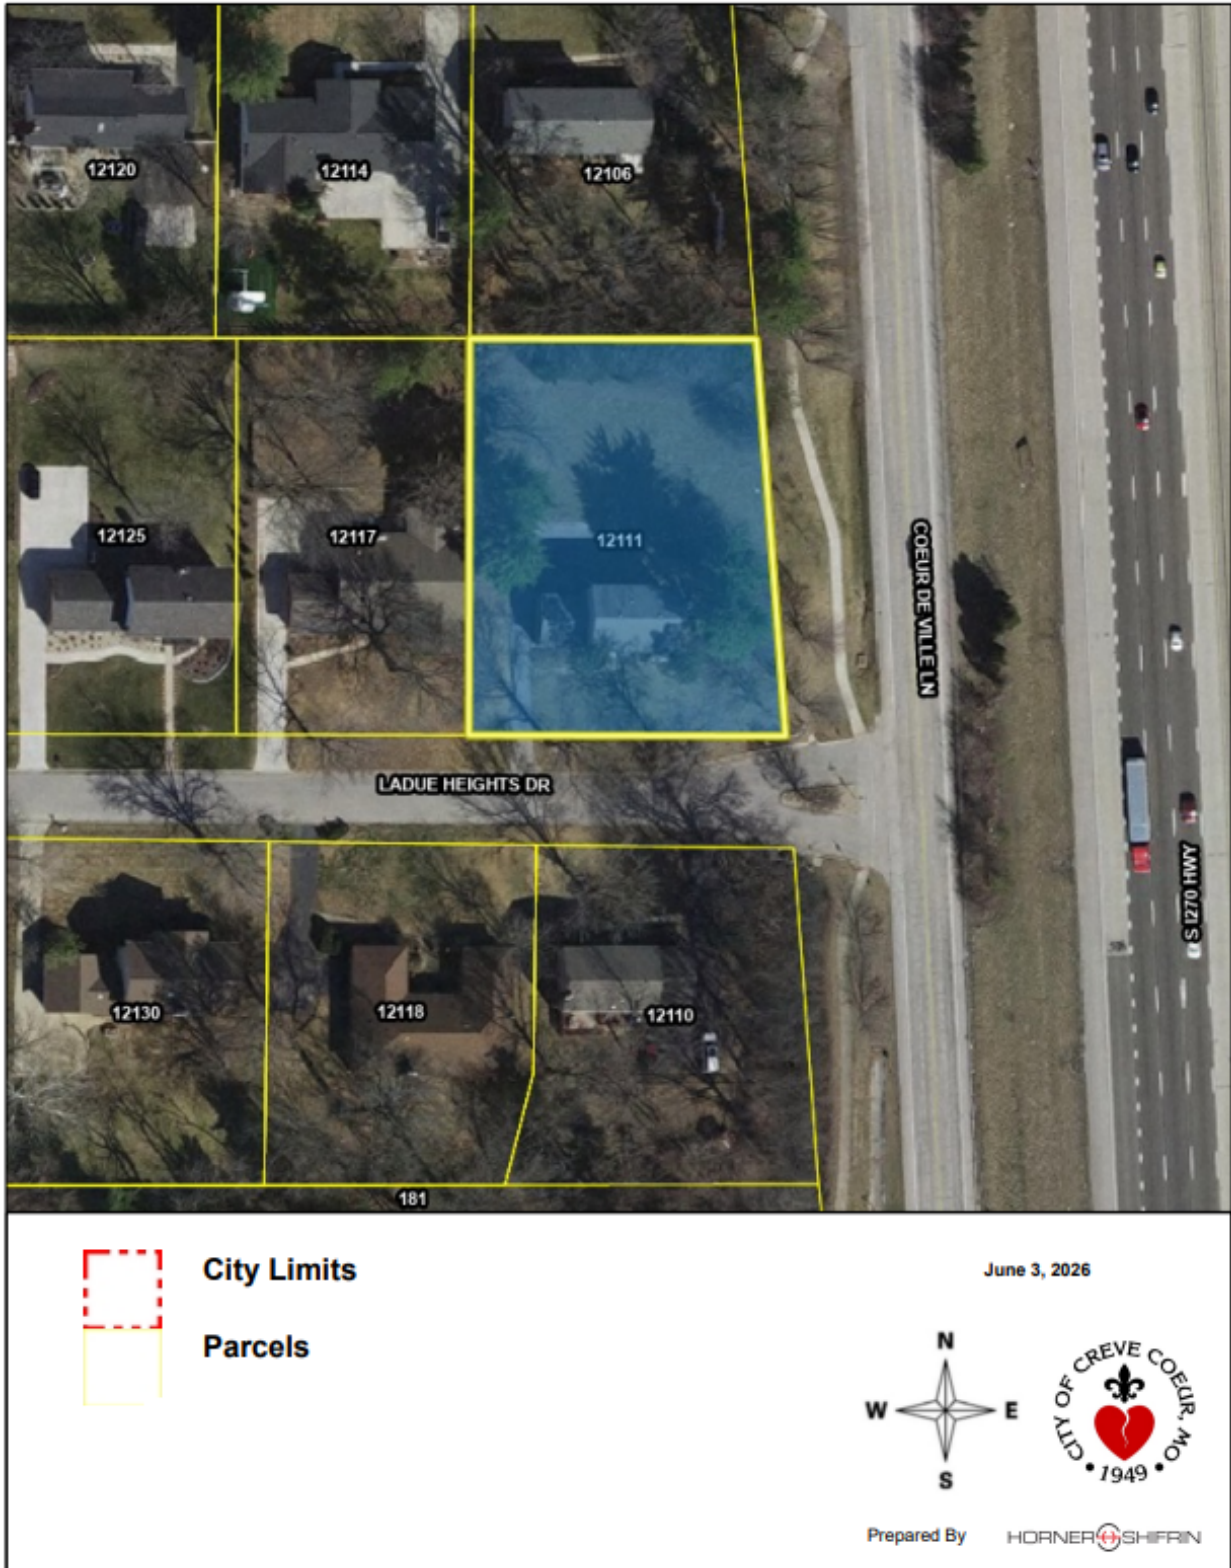 12120
12114
12106
12125
12117
12111
COEUR DE VILLE LN
LADUE HEIGHTS DR
S I270 HWY
12130
12118
12110
181
City Limits
June 3, 2026
Parcels
N
W
E
S
CITY OF CREVE COEUR, MO
• 1949 •
Prepared By
HORNER SHIFRIN